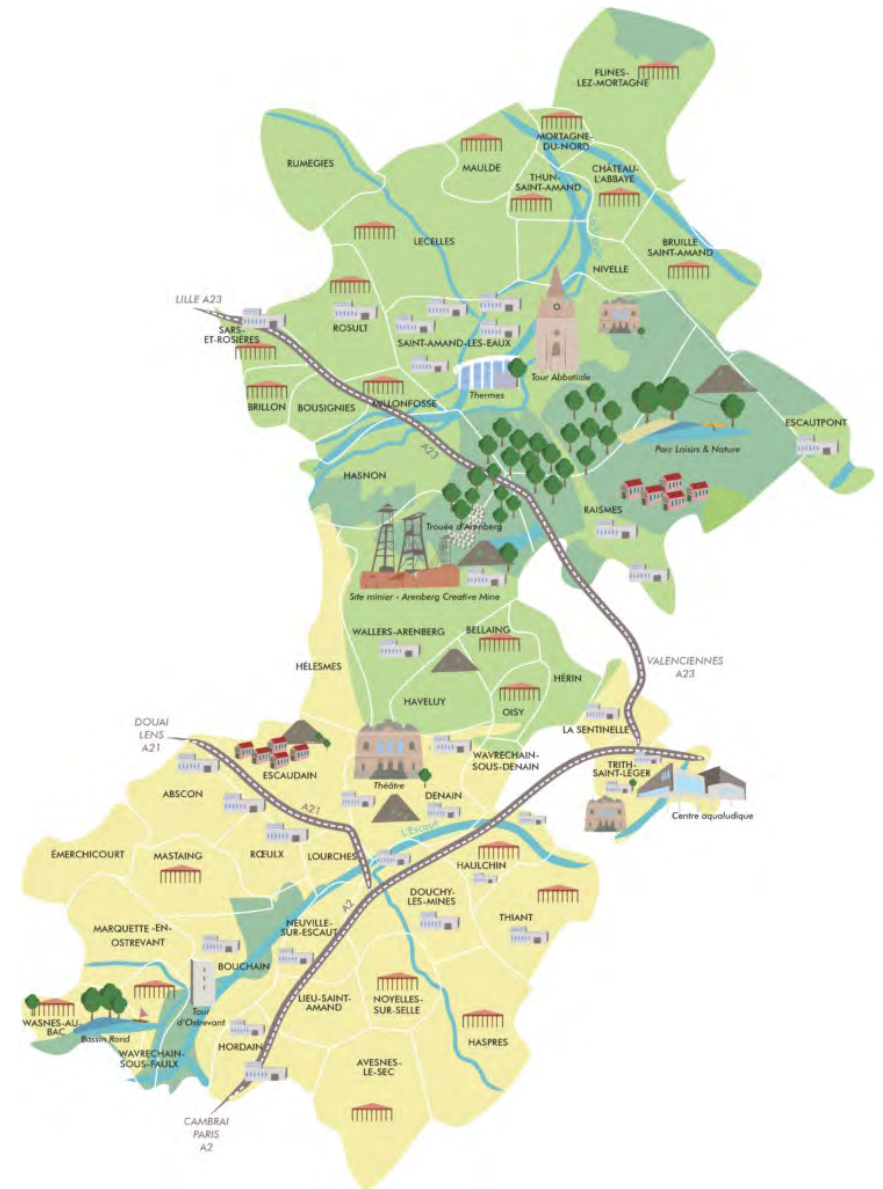 FLINES-
LEZ-MORTAGNE
MORTAGNE-
DU-NORD
RUMEGIES
MAULDE
CHÂTEAU-
L'ABBAYE
THUN-
SAINT-AMAND
LECELLES
BRUILLE
SAINT-AMAND
NIVELLE
LILLE A23
SARS-
ET-ROSIÈRES
ROSULT
SAINT-AMAND-LES-EAUX
Tour Abbatiale
Thermes
BRILLON
BOUSIGNIES
MILLONFOSSE
ESCAUTPONT
A23
Parc Loisirs & Nature
HASNON
RAISMES
Trouée d'Arenberg
Site minier - Arenberg Creative Mine
WALLERS-ARENBERG
BELLAING
HÉLESMES
VALENCIENNES
A23
HÉRIN
HAVELUY
OISY
DOUAI
LENS
A21
LA SENTINELLE
WAVRECHAIN-
SOUS-DENAIN
TRITH-
SAINT-LÉGER
ESCAUDAIN
Théâtre
ABSCON
DENAIN
A21
Centre aqualudique
L'Escaut
ÉMERCHICOURT
MASTAING
RŒULX
LOURCHES
HAULCHIN
DOUCHY-
LES-MINES
A2
THIANT
MARQUETTE -EN-
OSTREVANT
NEUVILLE-
SUR-ESCAUT
BOUCHAIN
LIEU-SAINT-
AMAND
NOYELLES-
SUR-SELLE
Tour
d'Ostrevant
WASNES-AU-
BAC
Bassin Rond
HORDAIN
HASPRES
WAVRECHAIN-
SOUS-FAULX
AVESNES-
LE-SEC
CAMBRAI
PARIS
A2